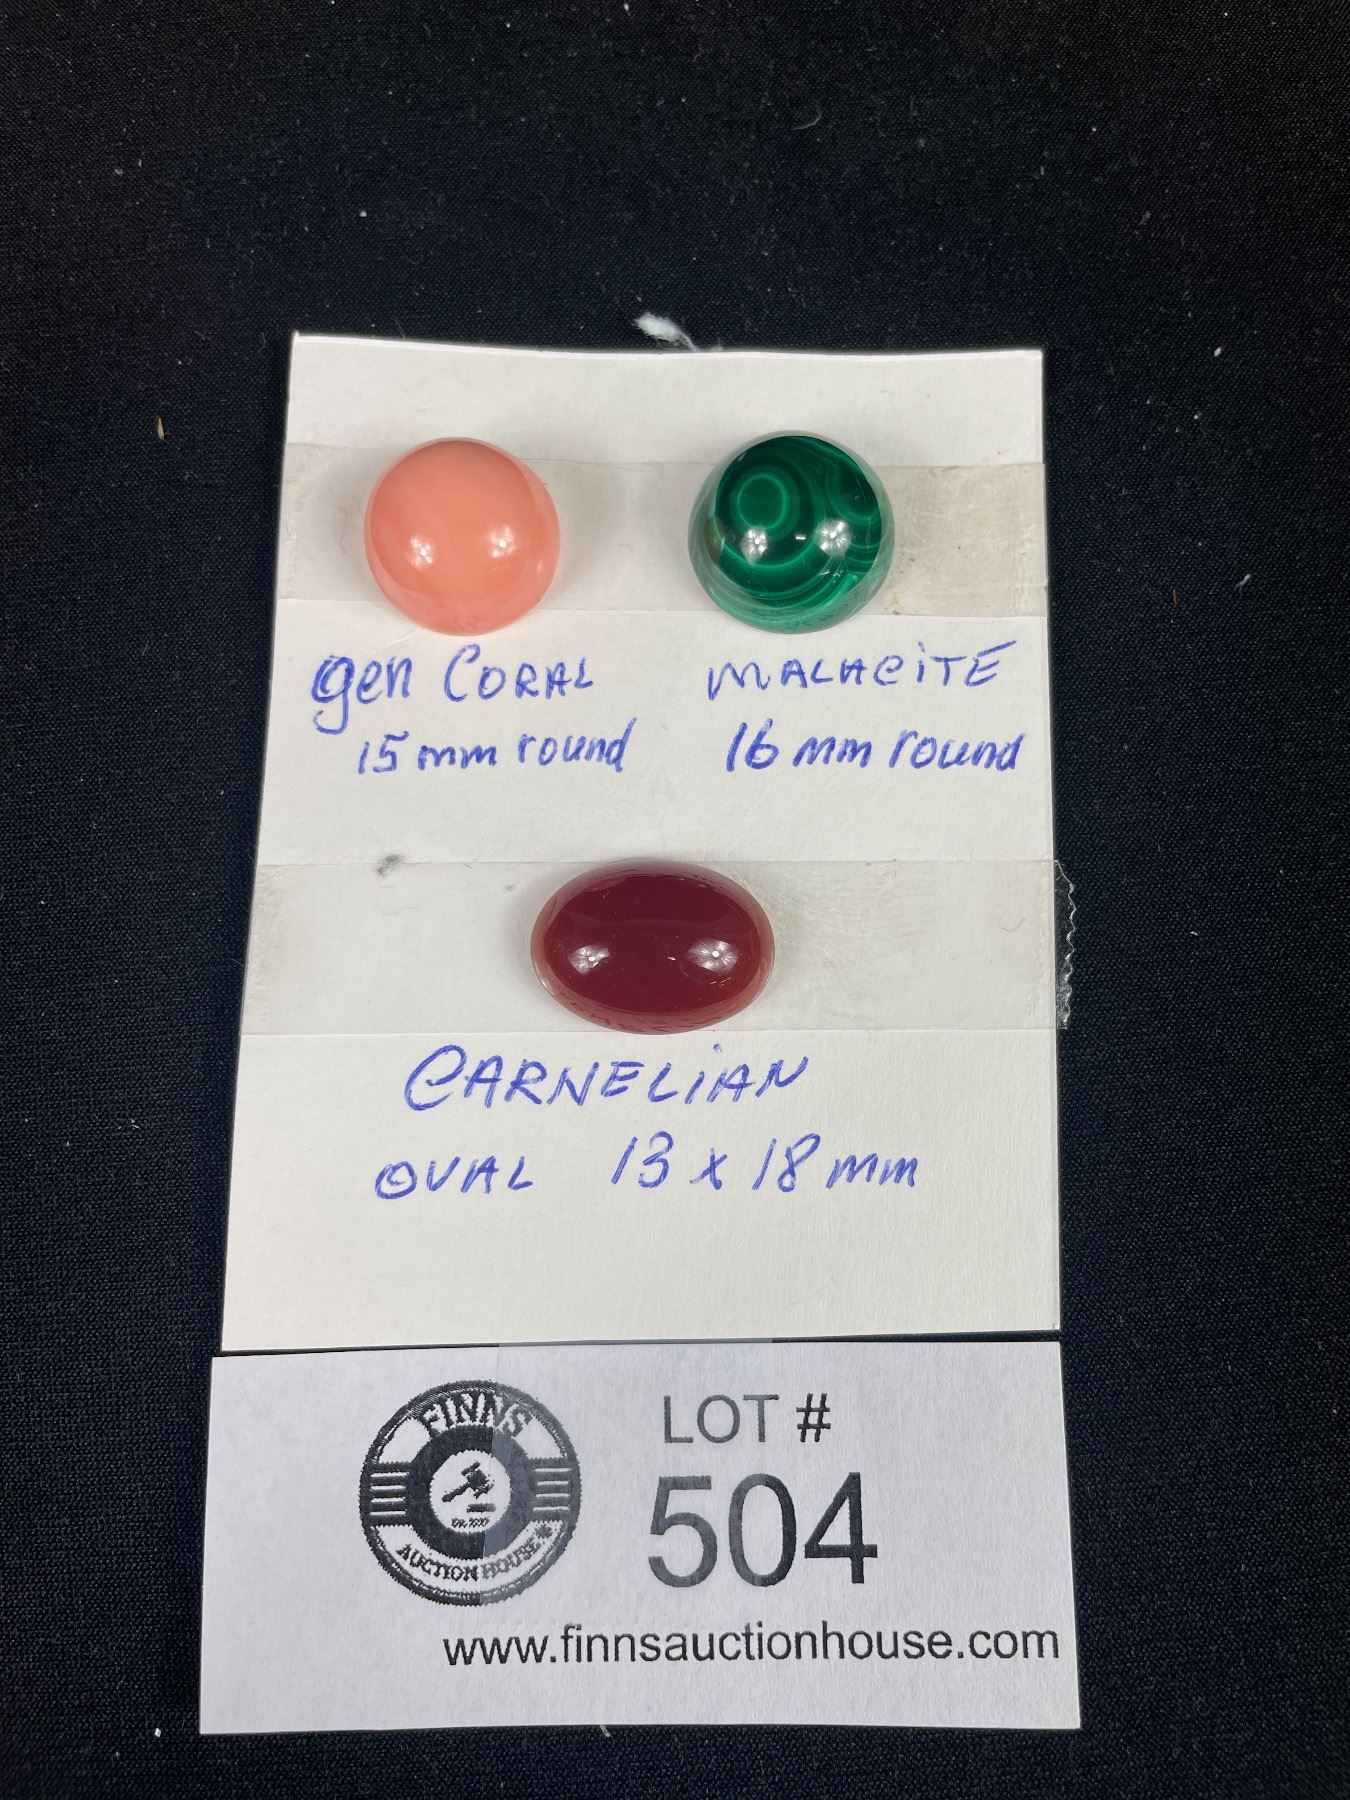 gen CORAL
15 mm round
MALACITE
16 mm round
CARNELIAN
OVAL 13 x 18 mm
FINNS
AUCTION HOUSE
LOT #
504
www.finnsauctionhouse.com